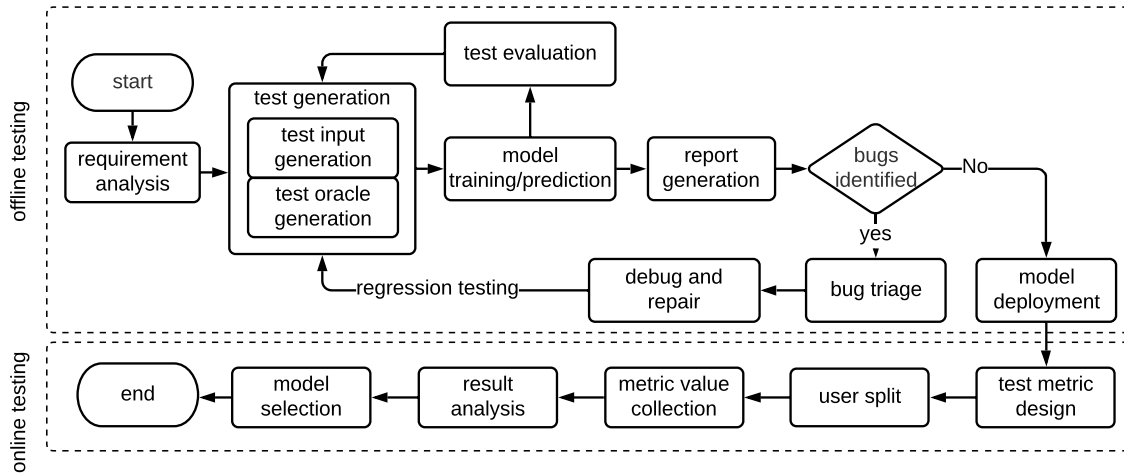 offline testing
start
requirement
analysis
test generation
test input
generation
test oracle
generation
test evaluation
model
training/prediction
report
generation
bugs
identified
No
yes
bug triage
debug and
repair
regression testing
model
deployment
online testing
test metric
design
user split
metric value
collection
result
analysis
model
selection
end